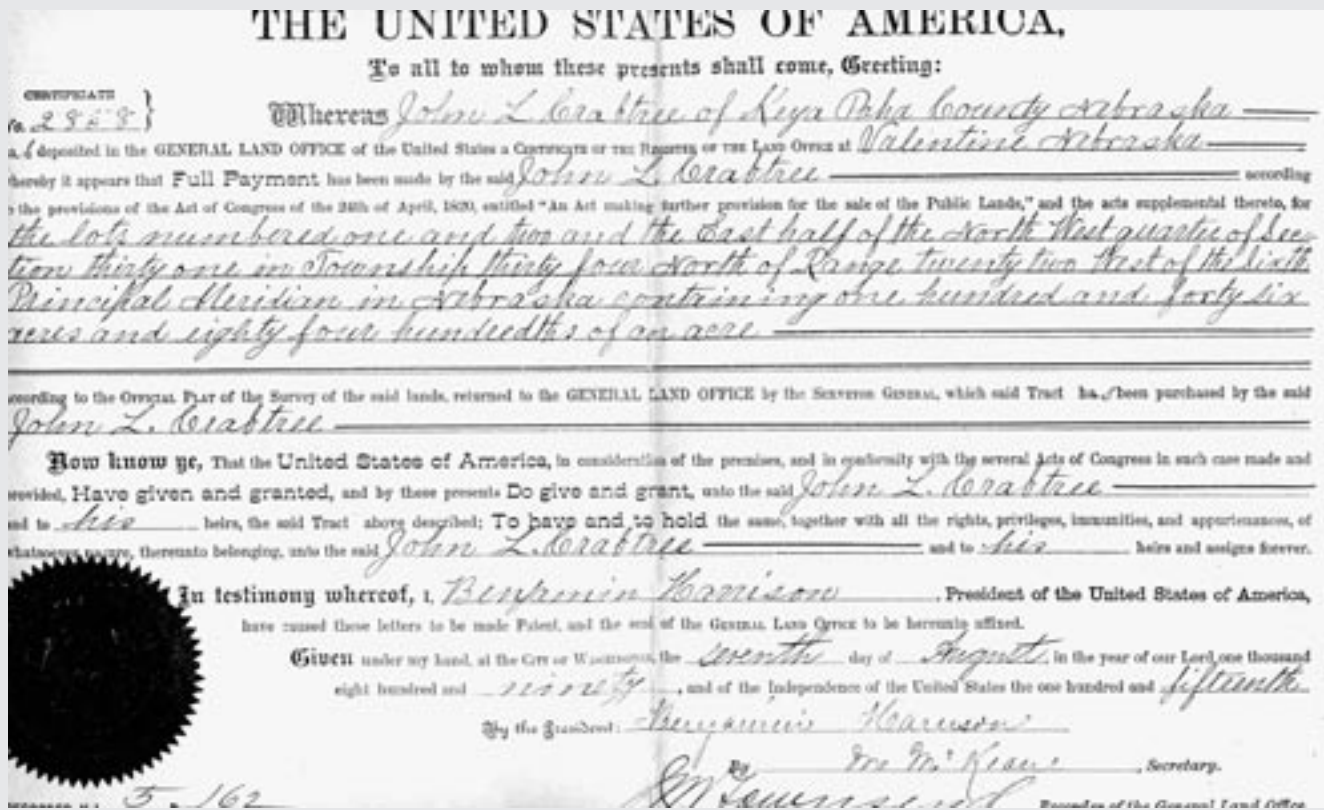 THE UNITED STATES OF AMERICA,
To all to whom these presents shall come, Greeting:
CERTIFICATE
No. 2868 } Whereas John L Crabtree of Keya Paha County Nebraska
ha s deposited in the GENERAL LAND OFFICE of the United States a CERTIFICATE OF THE REGISTER OF THE LAND OFFICE at Valentine Nebraska
hereby it appears that Full Payment has been made by the said John L. Crabtree according
the provisions of the Act of Congress of the 24th of April, 1820, entitled "An Act making further provision for the sale of the Public Lands," and the acts supplemental thereto, for
the lots numbered one and two and the East half of the North West quarter of Sec-
tion thirty one in Township thirty four North of Range twenty two West of the Sixth
Principal Meridian in Nebraska containing one hundred and forty six
acres and eighty four hundredths of an acre
ccording to the OFFICIAL PLAT of the Survey of the said lands, returned to the GENERAL LAND OFFICE by the SURVEYOR GENERAL, which said Tract ha s been purchased by the said
John L. Crabtree
Now know ye, That the United States of America, in consideration of the premises, and in conformity with the several Acts of Congress in such case made and
provided, Have given and granted, and by these presents Do give and grant, unto the said John L. Crabtree
and to his heirs, the said Tract above described; To have and to hold the same, together with all the rights, privileges, immunities, and appurtenances, of
whatsoever nature, thereunto belonging, unto the said John L. Crabtree and to his heirs and assigns forever.
In testimony whereof, I, Benjamin Harrison, President of the United States of America,
have caused these letters to be made Patent, and the seal of the GENERAL LAND OFFICE to be hereunto affixed.
Given under my hand, at the CITY OF WASHINGTON, the seventh day of August, in the year of our Lord one thousand
eight hundred and ninety, and of the Independence of the United States the one hundred and fifteenth
By the President: Benjamin Harrison
By M. McKean, Secretary.
5 162 Townsend Recorder of the General Land Office.